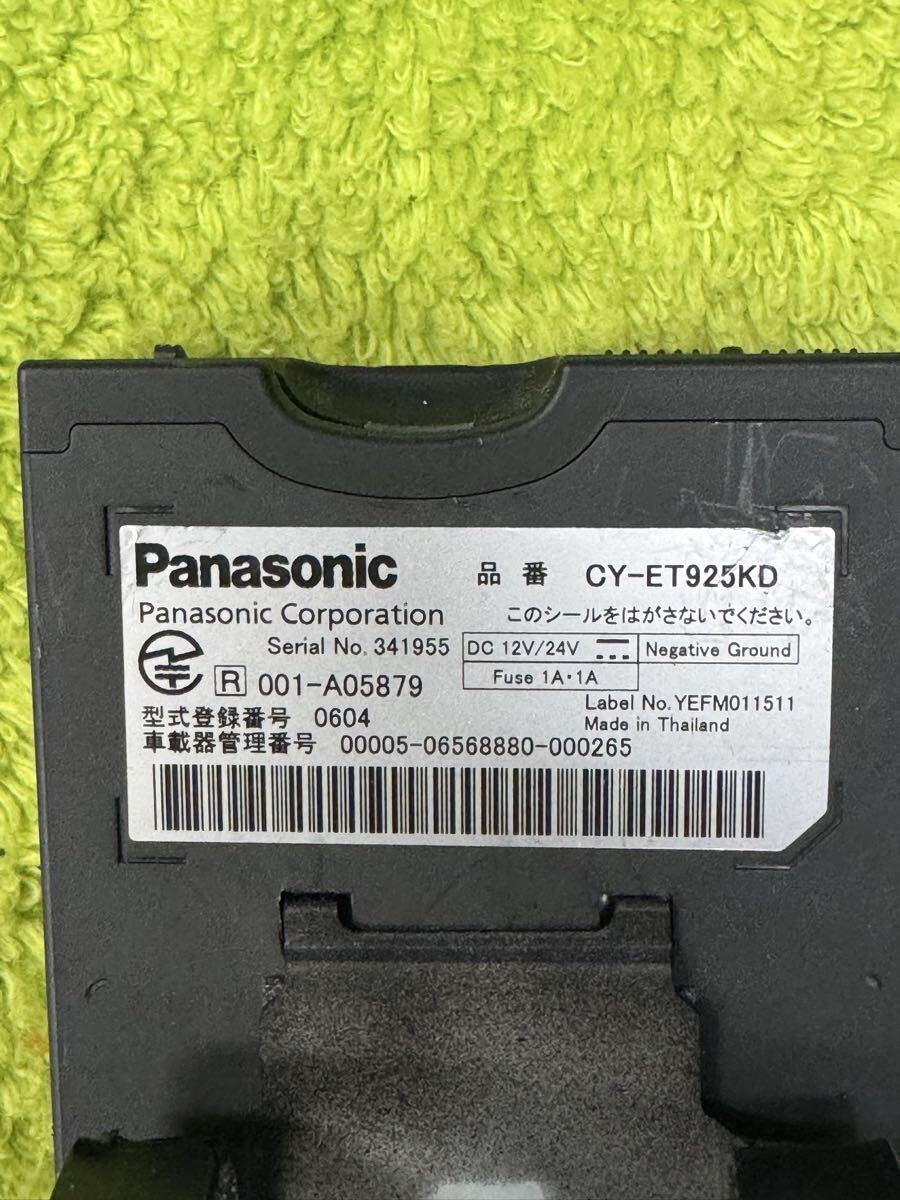 Panasonic 品番 CY-ET925KD
Panasonic Corporation このシールをはがさないでください。
Serial No. 341955 DC 12V/24V Negative Ground
Fuse 1A・1A
R 001-A05879
Label No. YEFM011511
型式登録番号 0604 Made in Thailand
車載器管理番号 00005-06568880-000265